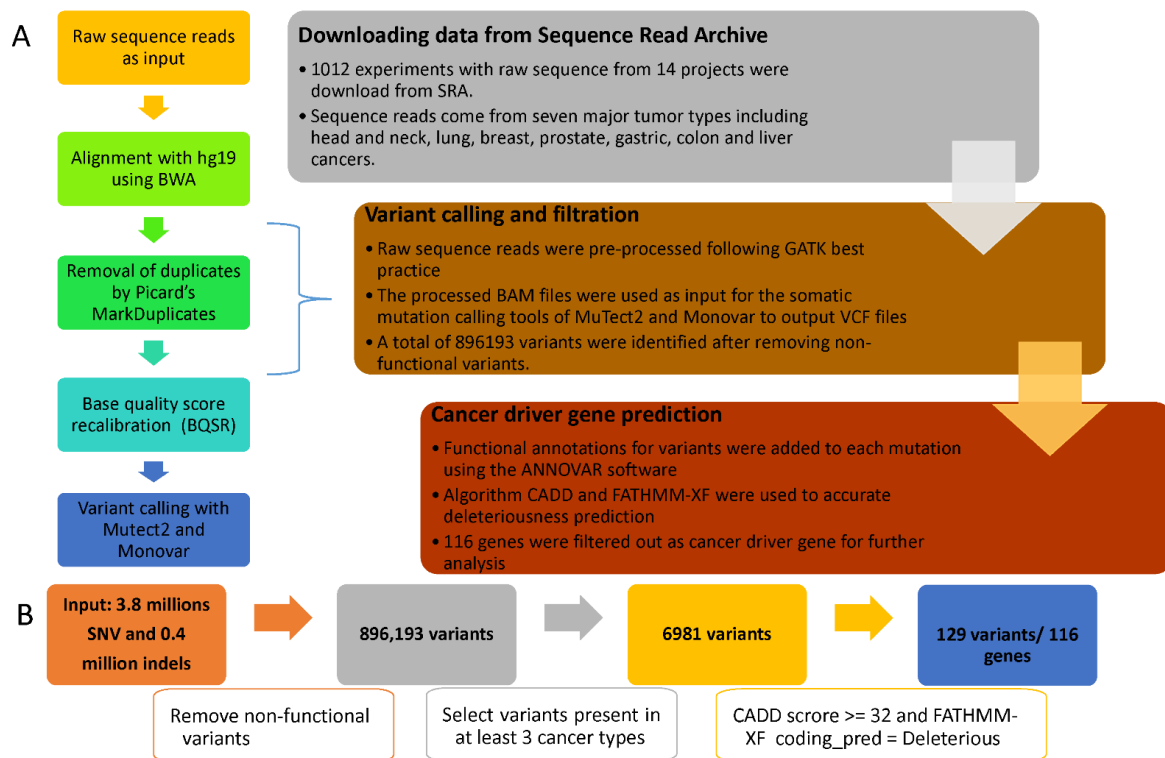 A
Raw sequence reads
as input
Alignment with hg19
using BWA
Removal of duplicates
by Picard's
MarkDuplicates
Base quality score
recalibration (BQSR)
Variant calling with
Mutect2 and
Monovar
Downloading data from Sequence Read Archive
• 1012 experiments with raw sequence from 14 projects were
download from SRA.
• Sequence reads come from seven major tumor types including
head and neck, lung, breast, prostate, gastric, colon and liver
cancers.
Variant calling and filtration
• Raw sequence reads were pre-processed following GATK best
practice
• The processed BAM files were used as input for the somatic
mutation calling tools of MuTect2 and Monovar to output VCF files
• A total of 896193 variants were identified after removing non-
functional variants.
Cancer driver gene prediction
• Functional annotations for variants were added to each mutation
using the ANNOVAR software
• Algorithm CADD and FATHMM-XF were used to accurate
deleteriousness prediction
• 116 genes were filtered out as cancer driver gene for further
analysis
B
Input: 3.8 millions
SNV and 0.4
million indels
896,193 variants
6981 variants
129 variants/ 116
genes
Remove non-functional
variants
Select variants present in
at least 3 cancer types
CADD scrore >= 32 and FATHMM-
XF coding_pred = Deleterious